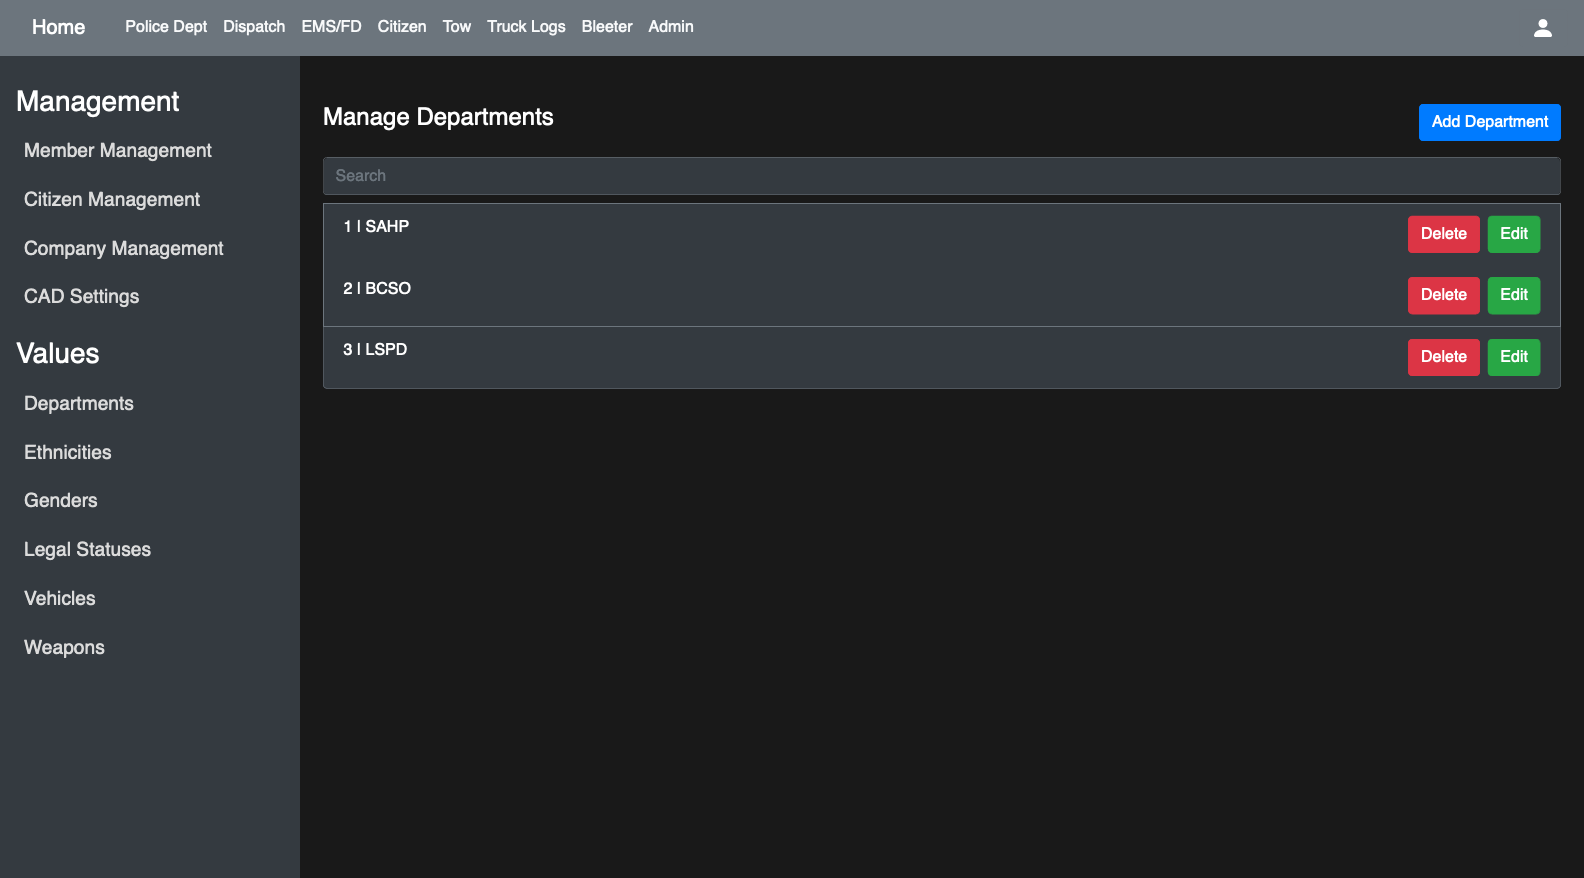 Home Police Dept Dispatch EMS/FD Citizen Tow Truck Logs Bleeter Admin
Management
Member Management
Citizen Management
Company Management
CAD Settings
Values
Departments
Ethnicities
Genders
Legal Statuses
Vehicles
Weapons
Manage Departments Add Department
Search
1 | SAHP Delete Edit
2 | BCSO Delete Edit
3 | LSPD Delete Edit